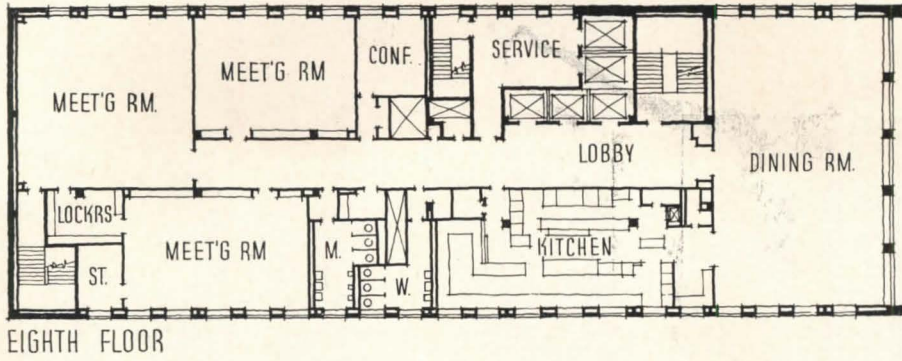 CONF.
SERVICE
MEET'G RM
MEET'G RM.
LOBBY
DINING RM.
LOCKRS
MEET'G RM
M.
KITCHEN
ST.
W.
EIGHTH FLOOR